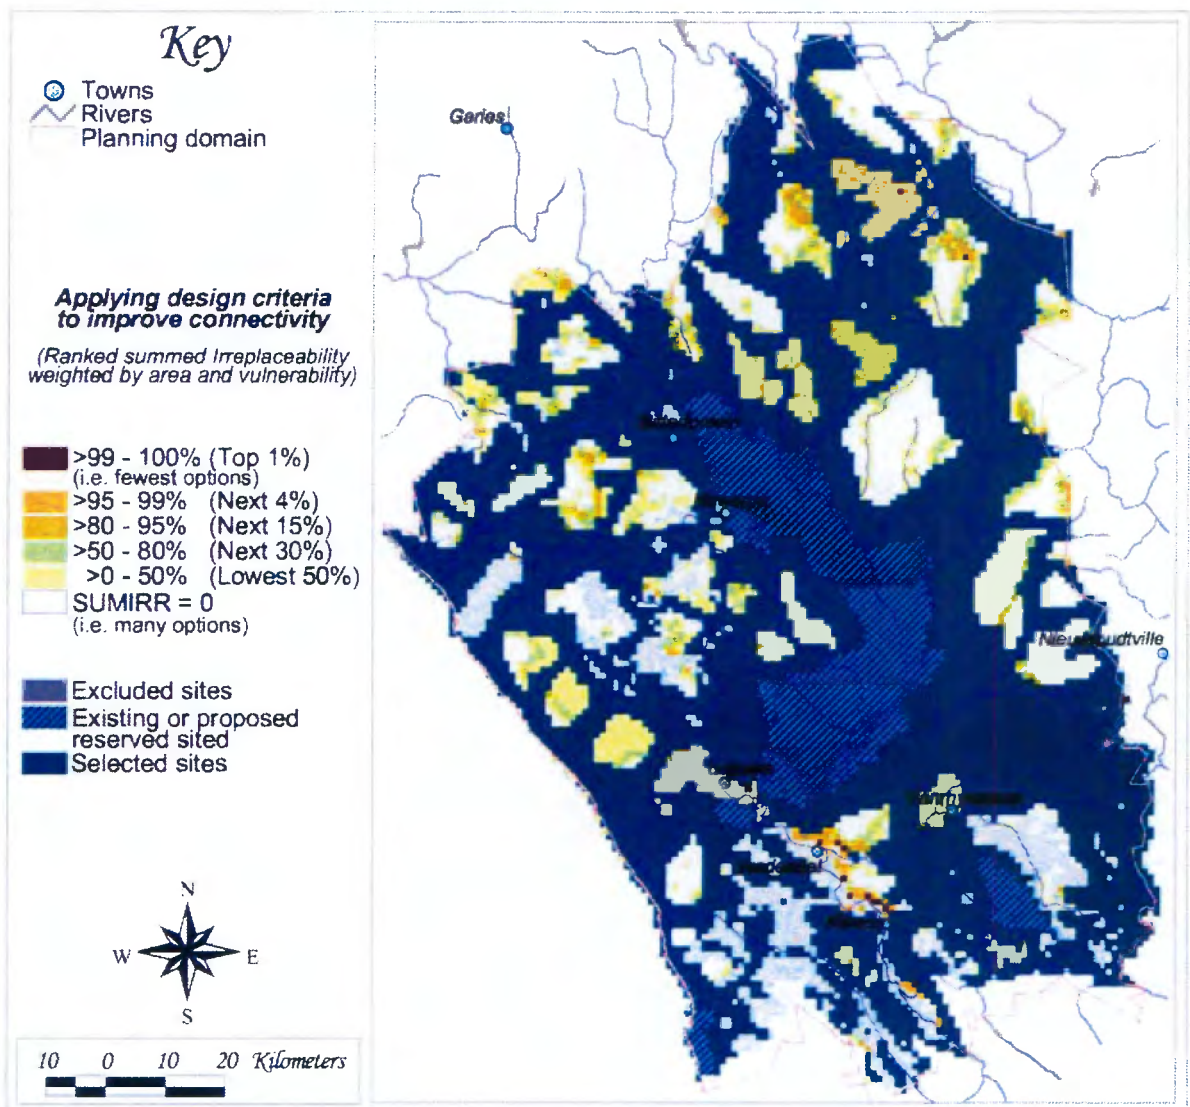 Key
Towns
Rivers
Planning domain
Applying design criteria
to improve connectivity
(Ranked summed Irreplaceability
weighted by area and vulnerability)
>99 - 100% (Top 1%)
(i.e. fewest options)
>95 - 99% (Next 4%)
>80 - 95% (Next 15%)
>50 - 80% (Next 30%)
>0 - 50% (Lowest 50%)
SUMIRR = 0
(i.e. many options)
Excluded sites
Existing or proposed
reserved sited
Selected sites
N
W E
S
10 0 10 20 Kilometers
Garies
Nieuwoudtville